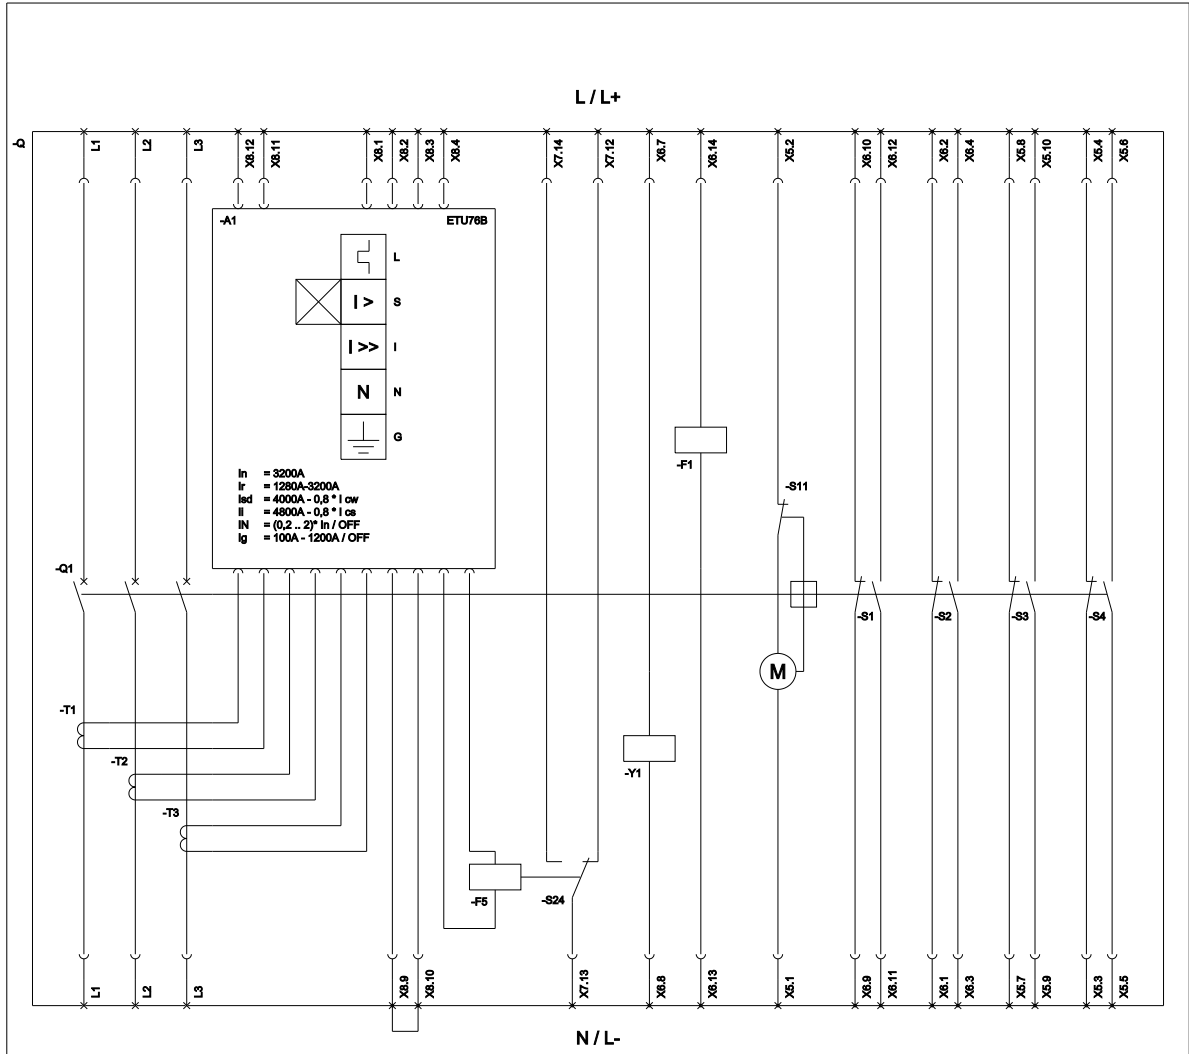 L / L+
-Q
L1
L2
L3
X8.12
X8.11
X8.1
X8.2
X8.3
X8.4
X7.14
X7.12
X6.7
X6.14
X5.2
X6.10
X6.12
X6.2
X6.4
X5.8
X5.10
X5.4
X5.6
-A1
ETU76B
L
I > S
I >> I
N N
G
In = 3200A
Ir = 1280A-3200A
Isd = 4000A - 0,8 * I cw
Ii = 4800A - 0,8 * I cs
IN = (0,2 .. 2)* In / OFF
Ig = 100A - 1200A / OFF
-F1
-S11
-Q1
-S1
-S2
-S3
-S4
M
-T1
-T2
-Y1
-T3
-F5
-S24
L1
L2
L3
X8.9
X8.10
X7.13
X6.8
X6.13
X5.1
X6.9
X6.11
X6.1
X6.3
X5.7
X5.9
X5.3
X5.5
N / L-